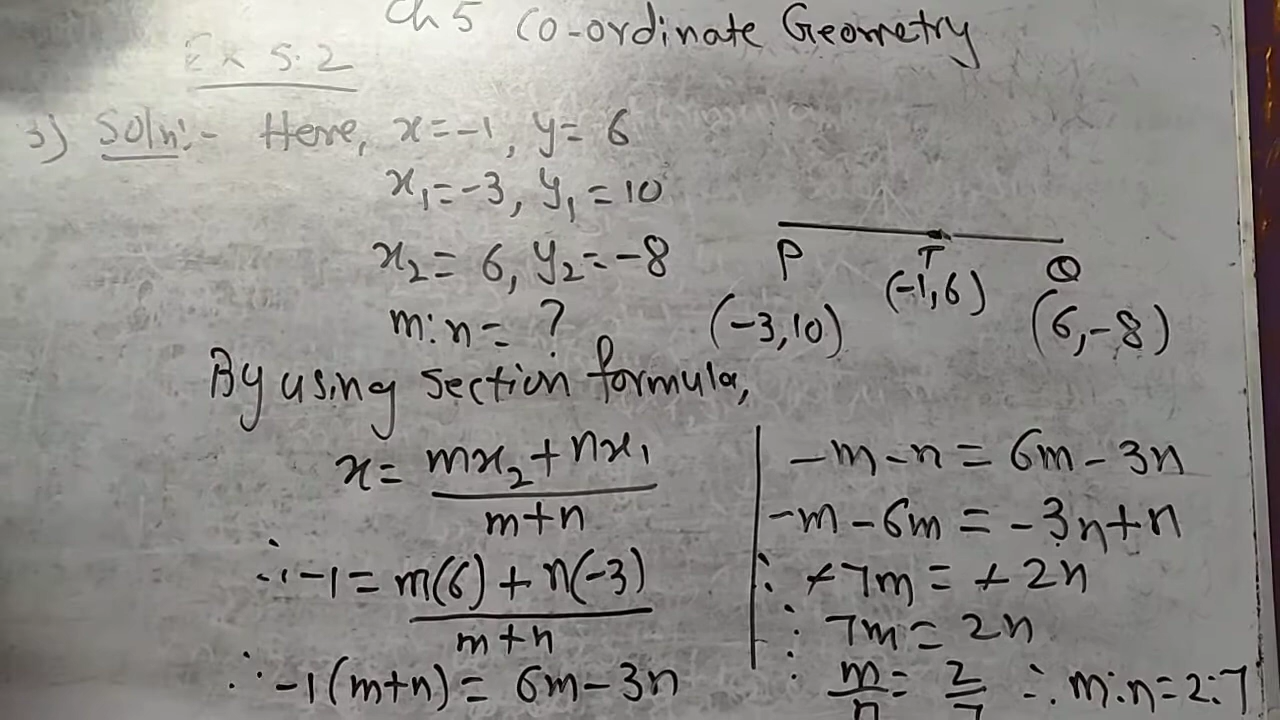 Ch 5 Co-ordinate Geometry
Ex 5.2
3) Soln:- Here, x=-1, y= 6
x₁=-3, y₁=10
x₂= 6, y₂=-8
m:n= ?
P T Q
(-3,10) (-1,6) (6,-8)
By using section formula,
x= mx₂+nx₁
m+n
∴ -1 = m(6) + n(-3)
m+n
∴ -1(m+n) = 6m-3n
-m-n = 6m-3n
-m-6m = -3n+n
∴ +7m = +2n
∴ 7m = 2n
∴ m/n = 2/7 ∴ m:n=2:7